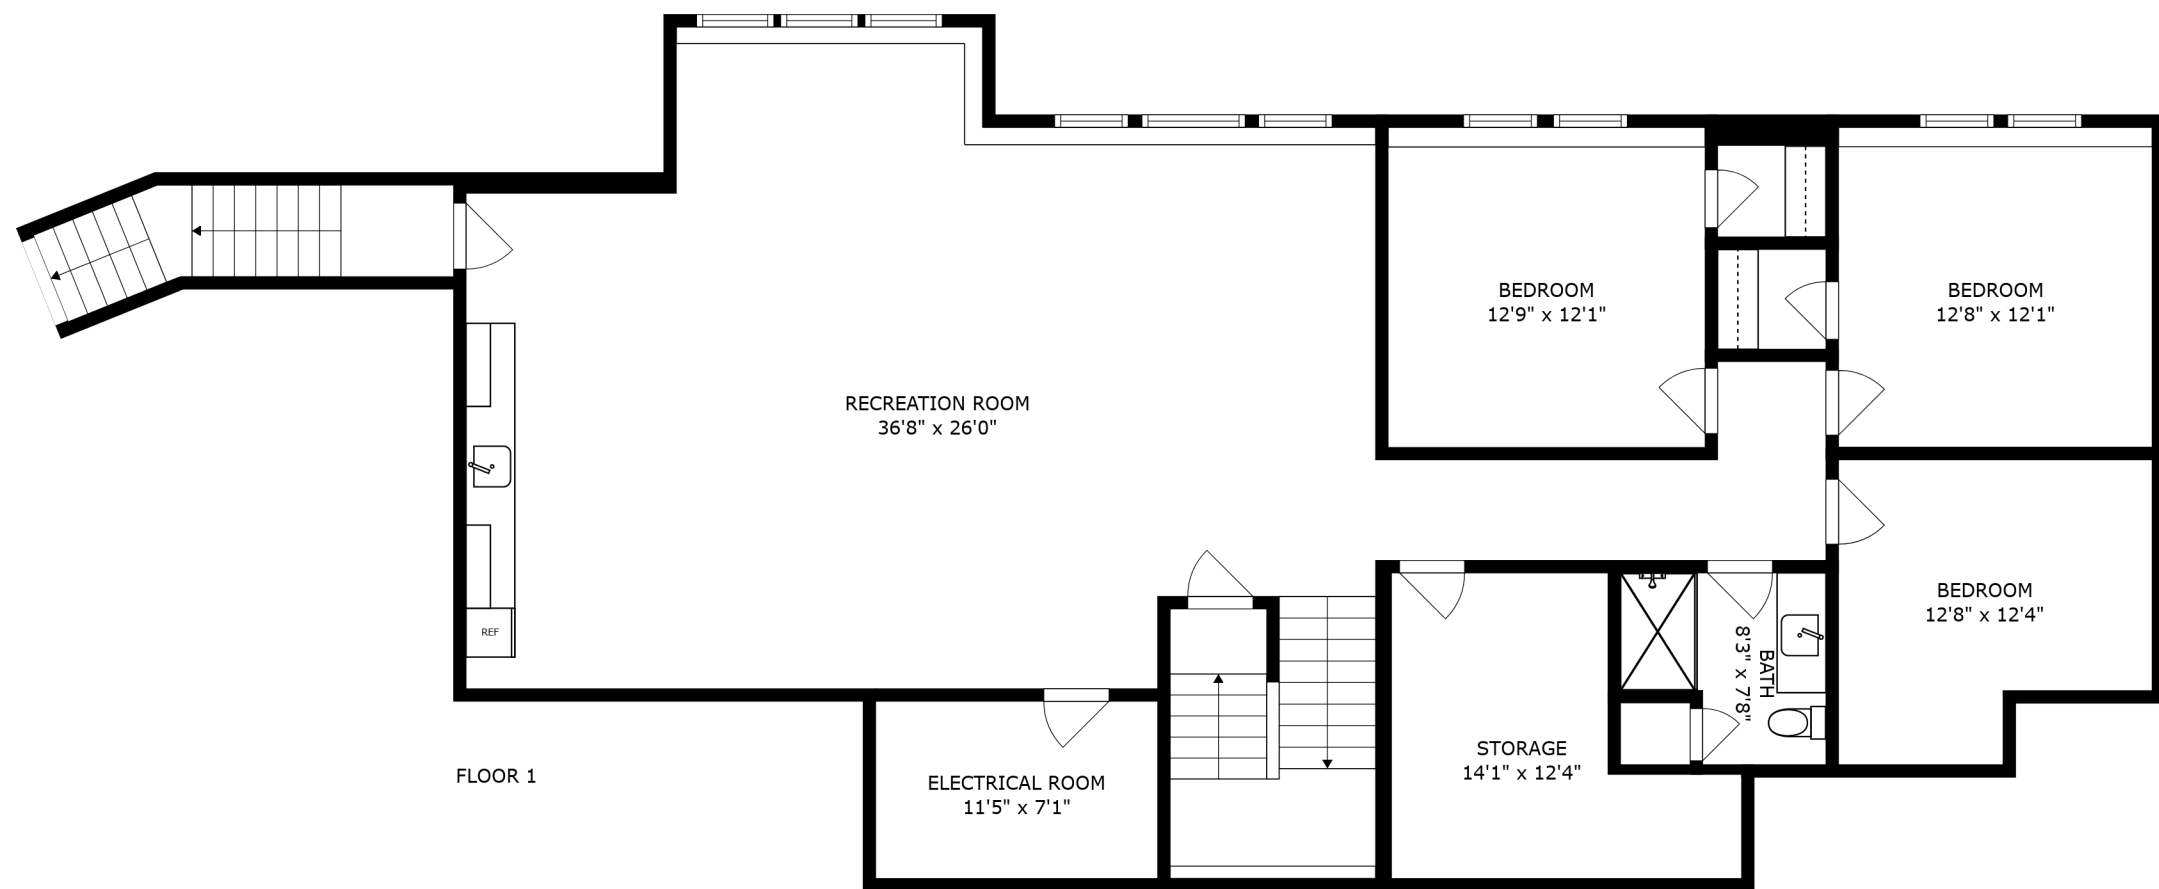 BEDROOM
12'9" x 12'1"
BEDROOM
12'8" x 12'1"
RECREATION ROOM
36'8" x 26'0"
BEDROOM
12'8" x 12'4"
REF
BATH
8'3" x 7'8"
STORAGE
14'1" x 12'4"
FLOOR 1
ELECTRICAL ROOM
11'5" x 7'1"